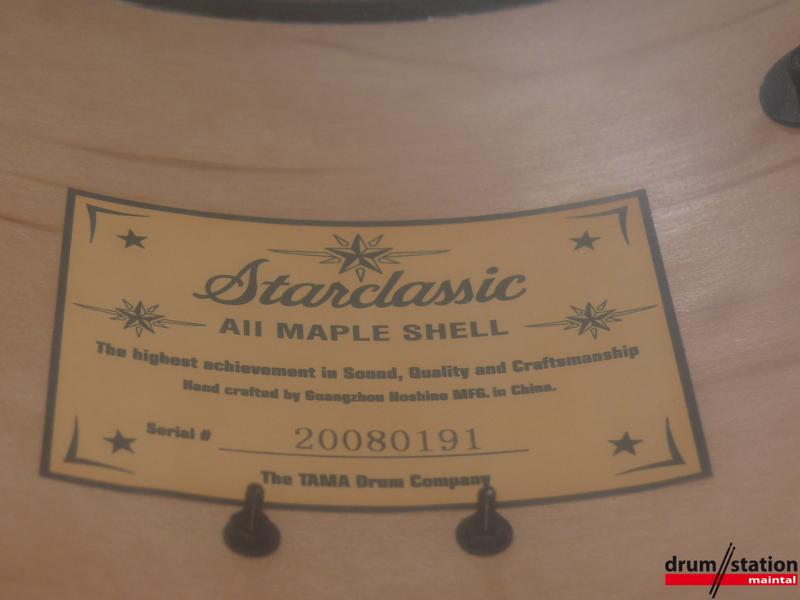 Starclassic
All MAPLE SHELL
The highest achievement in Sound, Quality and Craftsmanship
Hand crafted by Guangzhou Hoshino MFG. in China.
Serial # 20080191
The TAMA Drum Company
drum//station
maintal